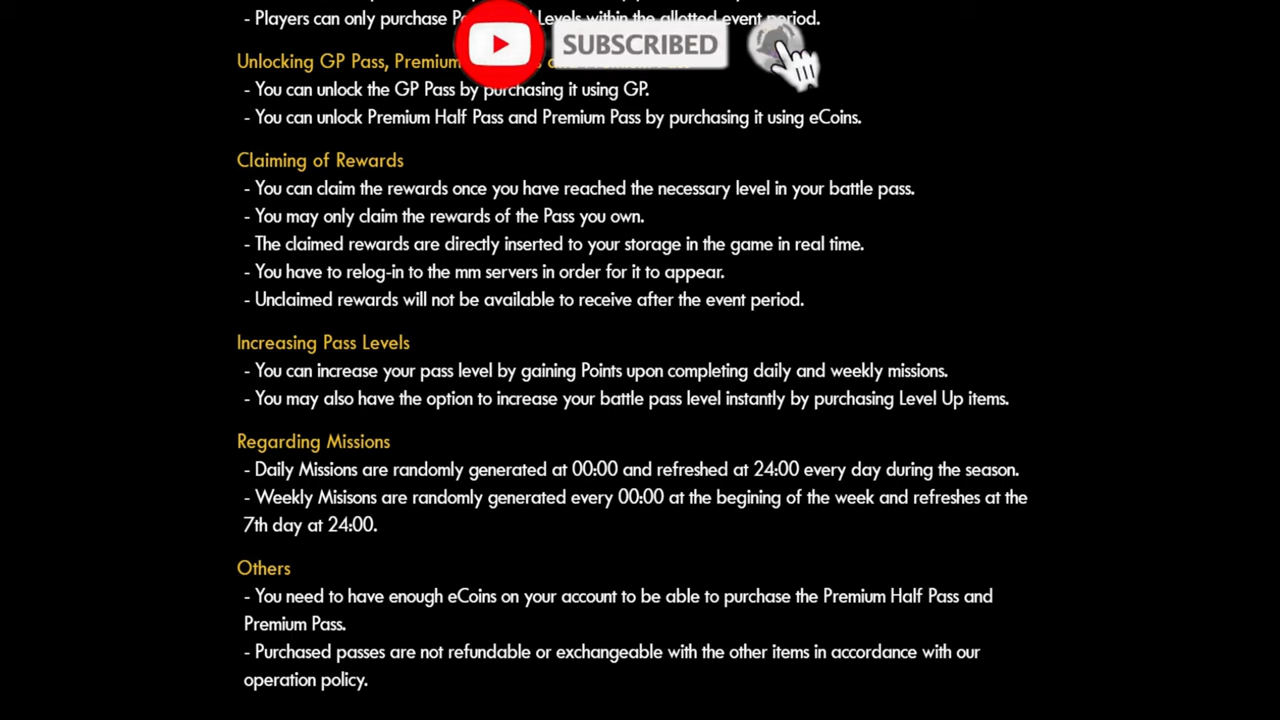 - Players can only purchase Levels within the allotted event period.
SUBSCRIBED
Unlocking GP Pass, Premium
- You can unlock the GP Pass by purchasing it using GP.
- You can unlock Premium Half Pass and Premium Pass by purchasing it using eCoins.
Claiming of Rewards
- You can claim the rewards once you have reached the necessary level in your battle pass.
- You may only claim the rewards of the Pass you own.
- The claimed rewards are directly inserted to your storage in the game in real time.
- You have to relog-in to the mm servers in order for it to appear.
- Unclaimed rewards will not be available to receive after the event period.
Increasing Pass Levels
- You can increase your pass level by gaining Points upon completing daily and weekly missions.
- You may also have the option to increase your battle pass level instantly by purchasing Level Up items.
Regarding Missions
- Daily Missions are randomly generated at 00:00 and refreshed at 24:00 every day during the season.
- Weekly Misisons are randomly generated every 00:00 at the begining of the week and refreshes at the
7th day at 24:00.
Others
- You need to have enough eCoins on your account to be able to purchase the Premium Half Pass and
Premium Pass.
- Purchased passes are not refundable or exchangeable with the other items in accordance with our
operation policy.